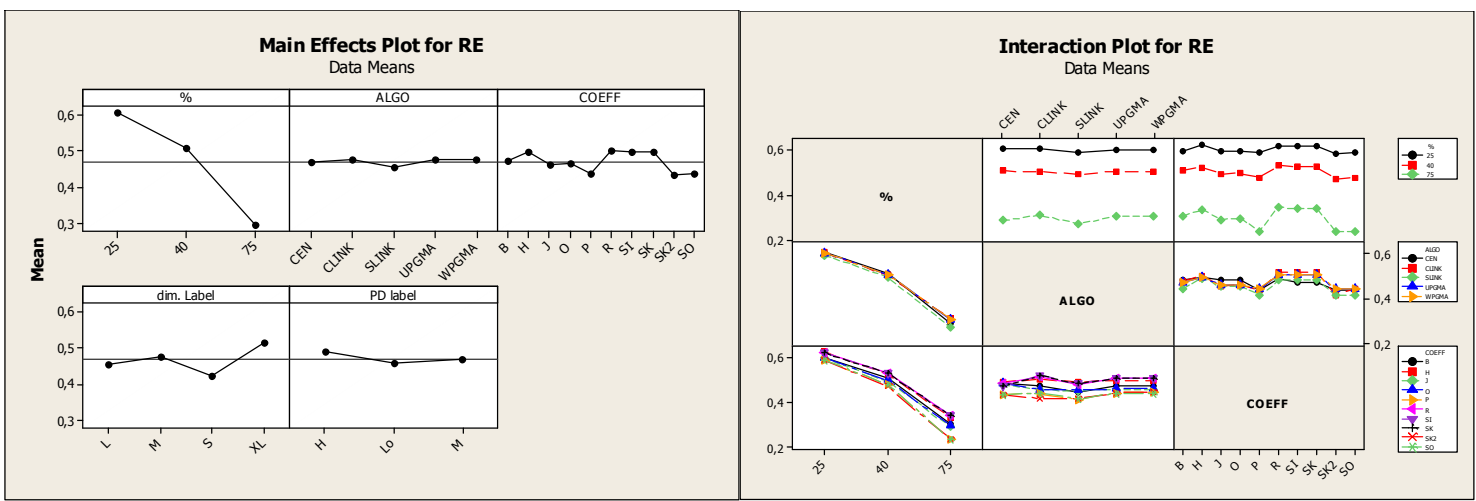 Main Effects Plot for RE
Data Means
% ALGO COEFF
0,6
0,5
0,4
0,3
25 40 75 CEN CLINK SLINK UPGMA WPGMA B H J O P R SI SK SK2 SO
Mean
dim. Label PD label
0,6
0,5
0,4
0,3
L M S XL H Lo M
Interaction Plot for RE
Data Means
CEN CLINK SLINK UPGMA WPGMA
0,6
0,4
0,2
%
%
25
40
75
ALGO
0,6
0,4
0,2
ALGO
CEN
CLINK
SLINK
UPGMA
WPGMA
0,6
0,4
0,2
COEFF
COEFF
B
H
J
O
P
R
SI
SK
SK2
SO
25 40 75 B H J O P R SI SK SK2 SO